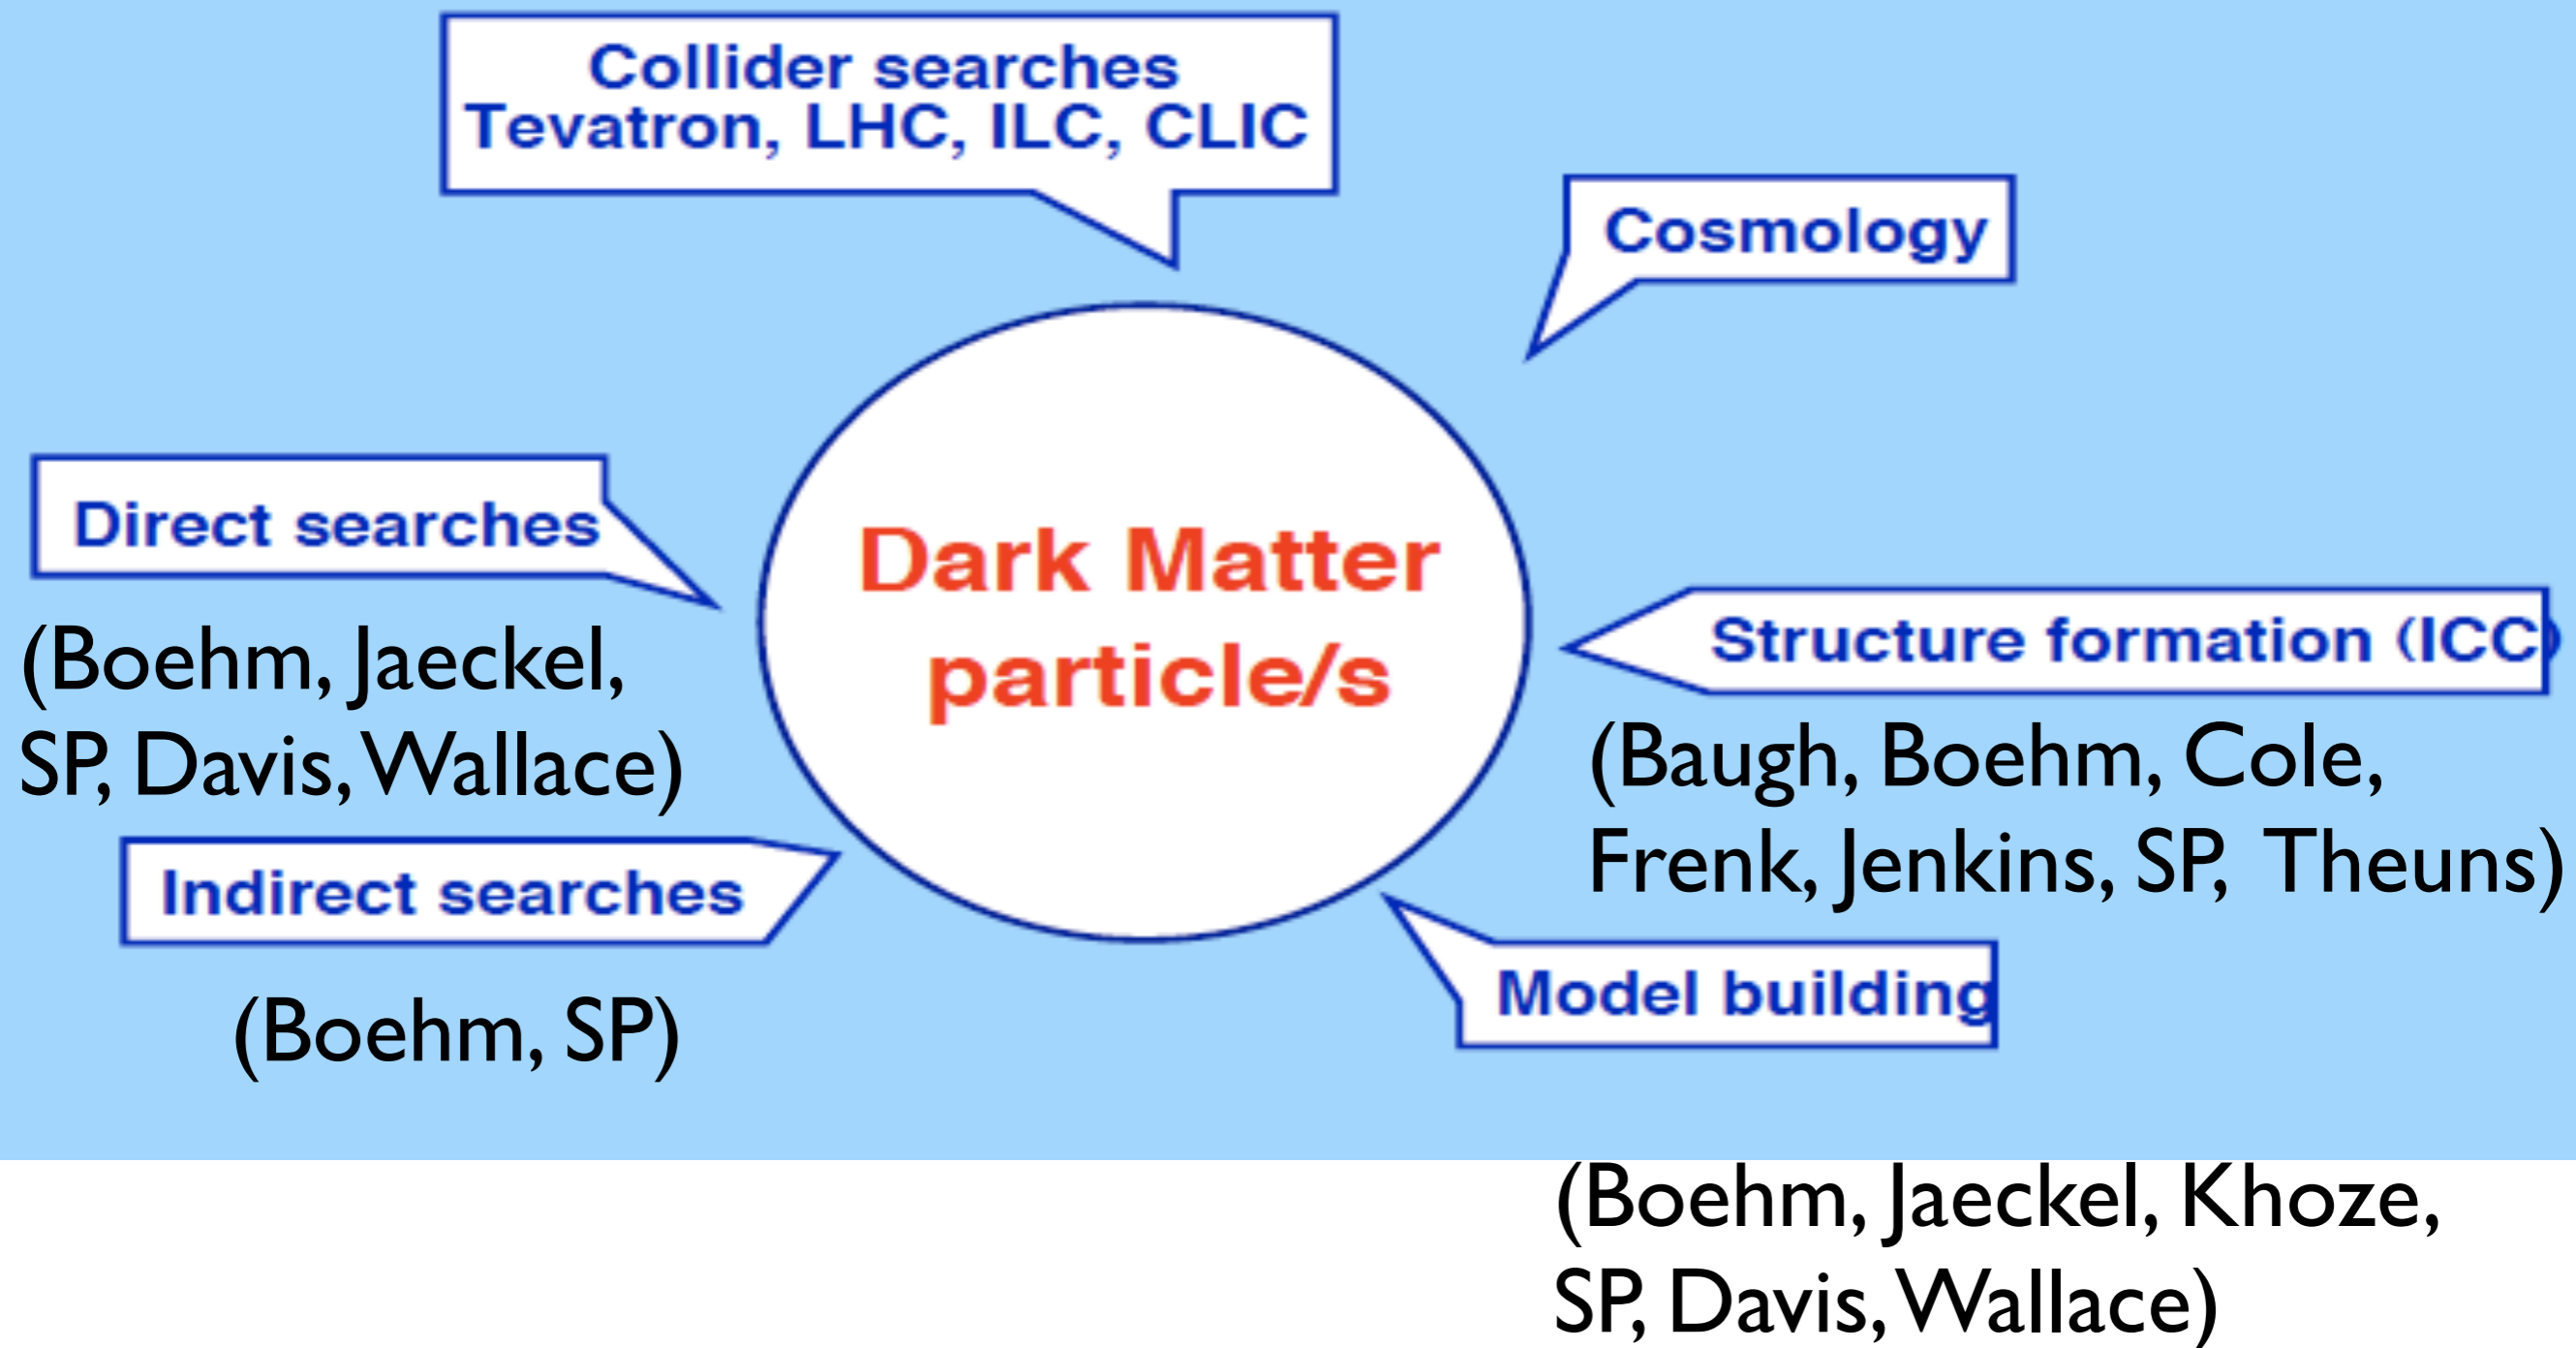 Collider searches
Tevatron, LHC, ILC, CLIC
Cosmology
Direct searches
(Boehm, Jaeckel,
SP, Davis, Wallace)
Dark Matter
particle/s
Structure formation (ICC)
(Baugh, Boehm, Cole,
Frenk, Jenkins, SP, Theuns)
Indirect searches
(Boehm, SP)
Model building
(Boehm, Jaeckel, Khoze,
SP, Davis, Wallace)